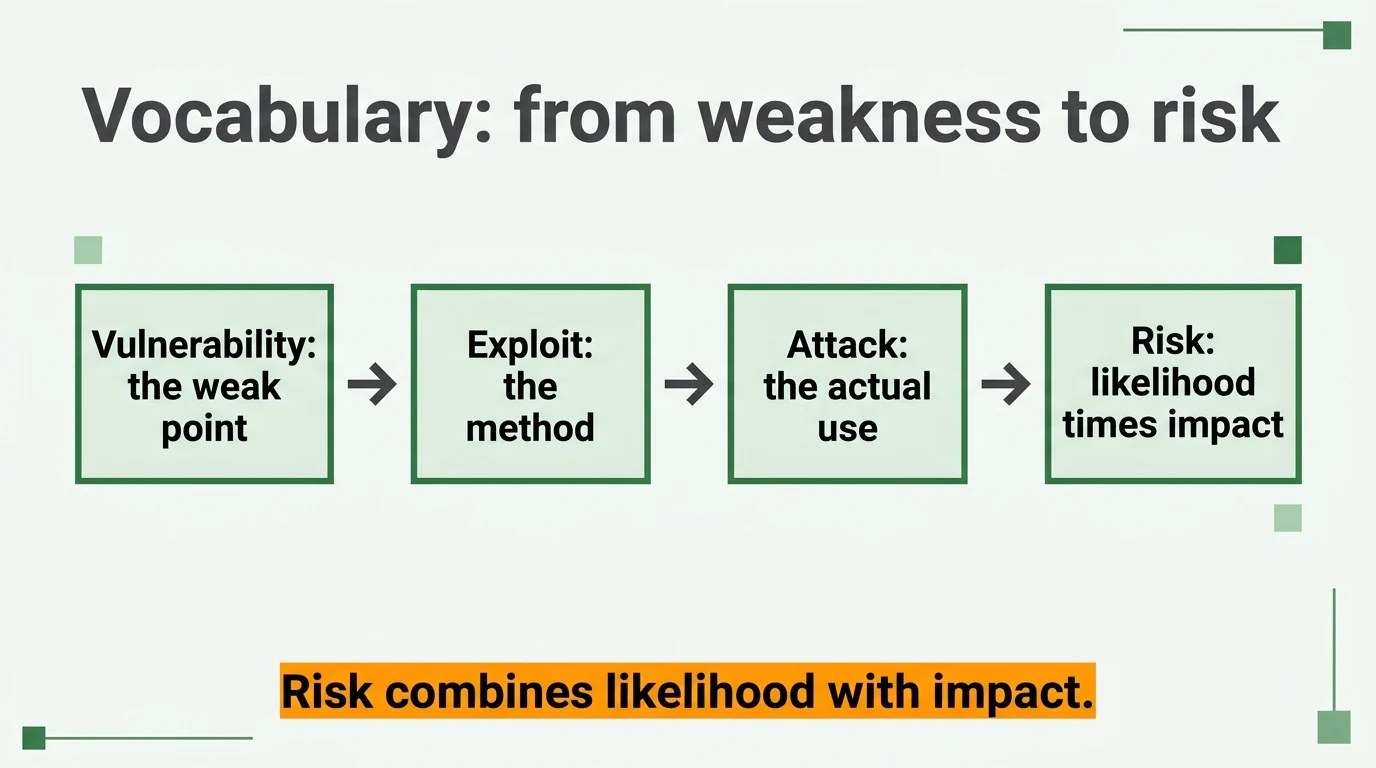 Vocabulary: from weakness to risk
Vulnerability:
the weak
point
Exploit:
the
method
Attack:
the actual
use
Risk:
likelihood
times impact
Risk combines likelihood with impact.